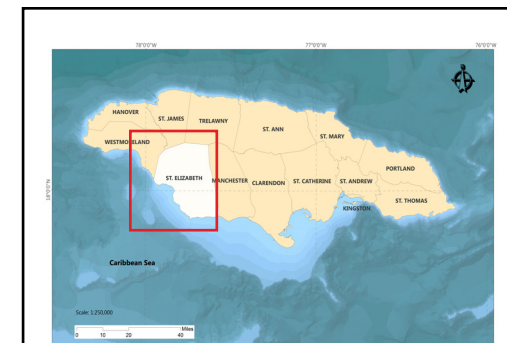 78°0'0"W 77°0'0"W 76°0'0"W
HANOVER
ST. JAMES
TRELAWNY
ST. ANN
ST. MARY
WESTMORELAND
PORTLAND
ST. ELIZABETH
MANCHESTER
CLARENDON
ST. CATHERINE
ST. ANDREW
18°0'0"N
ST. THOMAS
KINGSTON
Caribbean Sea
Scale: 1:250,000
Miles
0 10 20 40